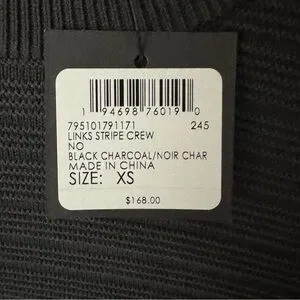 1 94698 76019 0
795101791171 245
LINKS STRIPE CREW
NO
BLACK CHARCOAL/NOIR CHAR
MADE IN CHINA
SIZE: XS
$168.00